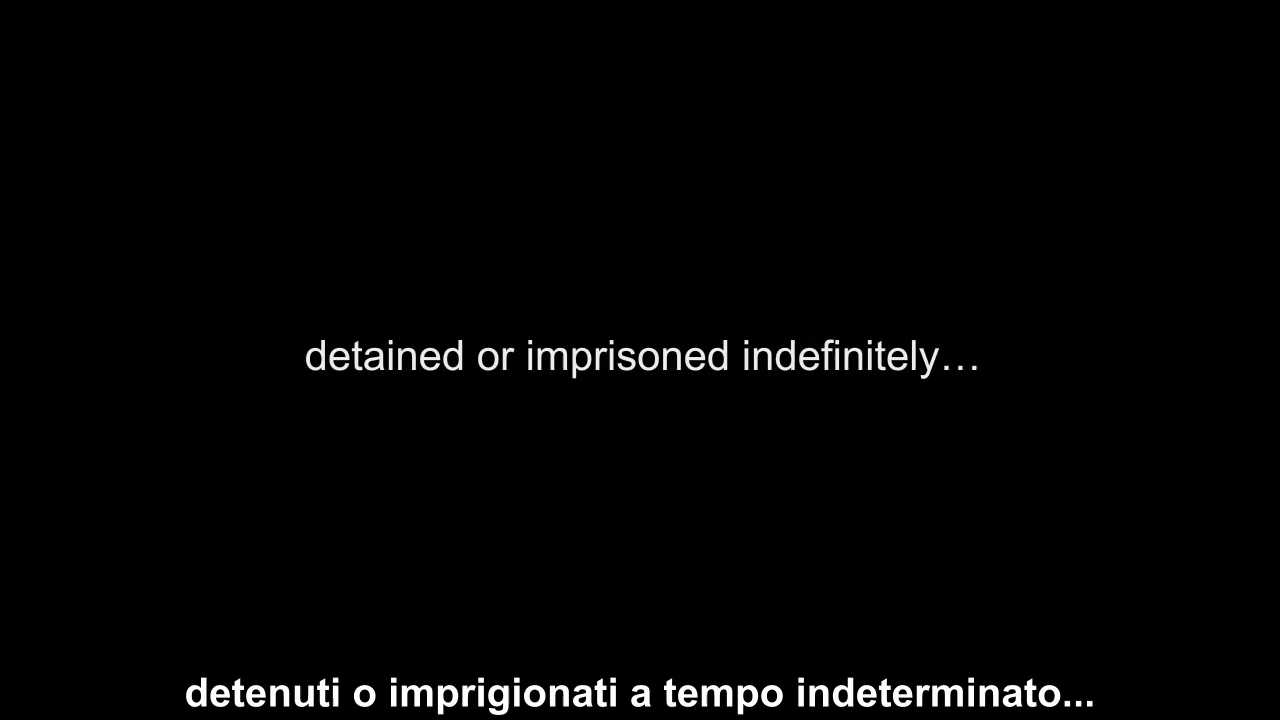 detained or imprisoned indefinitely…
detenuti o imprigionati a tempo indeterminato...